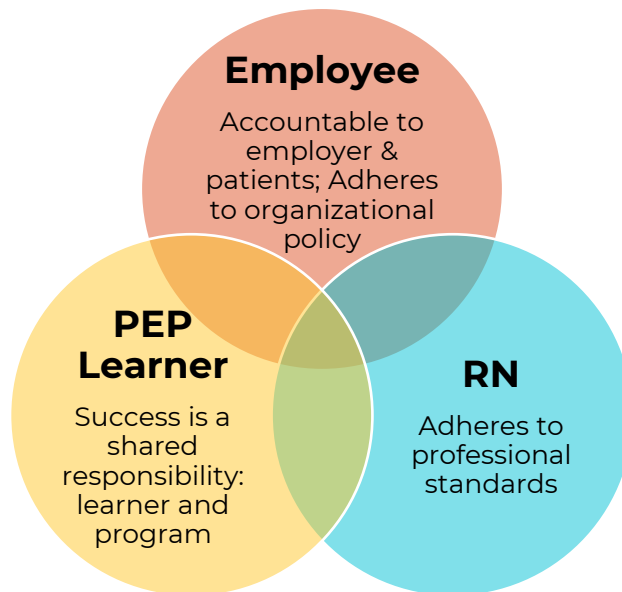 Employee
Accountable to
employer &
patients; Adheres
to organizational
policy
PEP
Learner
Success is a
shared
responsibility:
learner and
program
RN
Adheres to
professional
standards